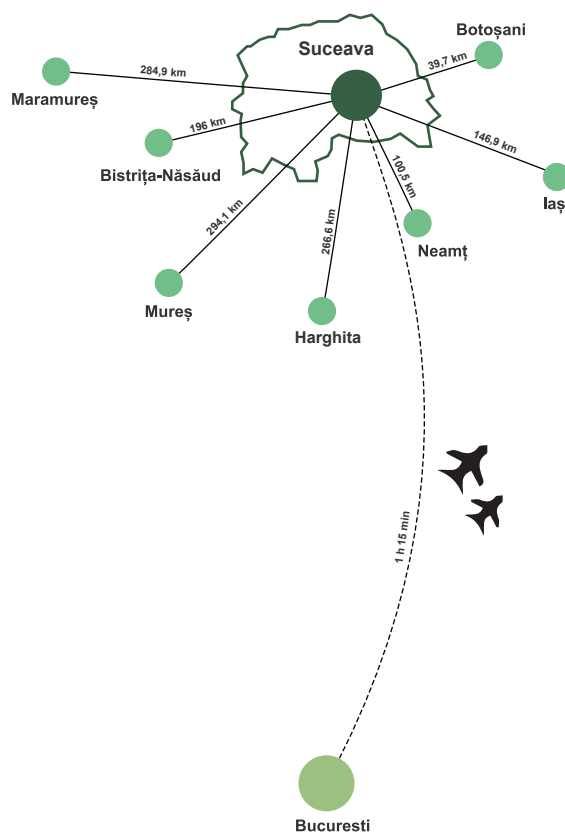 Botoșani
Suceava
39,7 km
284,9 km
Maramureș
196 km
146,9 km
Bistrița-Năsăud
100,5 km
Iaș
294,1 km
266,6 km
Neamț
Mureș
Harghita
1 h 15 min
Bucuresti